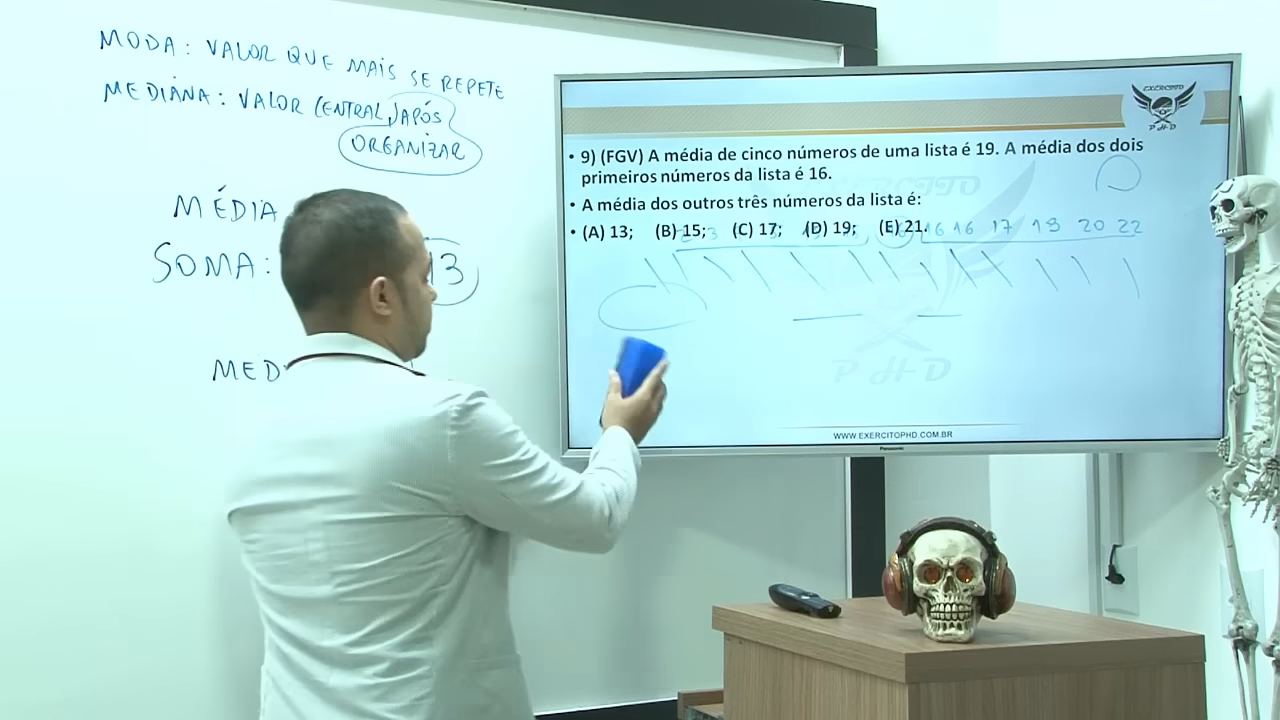 MODA: VALOR QUE MAIS SE REPETE
MEDIANA: VALOR CENTRAL, APÓS
ORGANIZAR
MÉDIA
SOMA: 13
MED
EXERCITO
PHD
• 9) (FGV) A média de cinco números de uma lista é 19. A média dos dois
primeiros números da lista é 16.
• A média dos outros três números da lista é:
• (A) 13; (B) 15; (C) 17; (D) 19; (E) 21.
16 16 17 19 20 22
EXERCITO
PHD
WWW.EXERCITOPHD.COM.BR
Panasonic